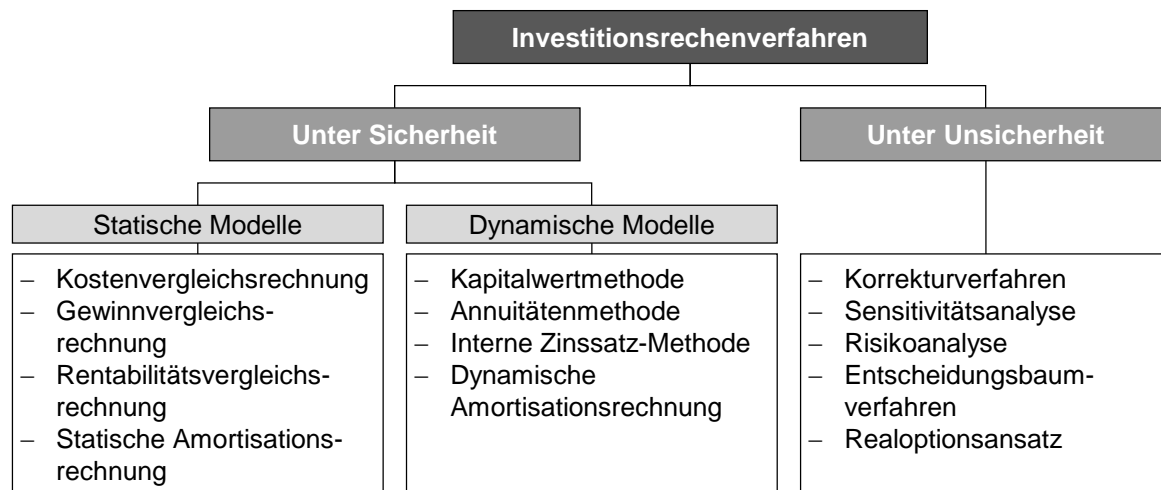 Investitionsrechenverfahren
Unter Sicherheit
Unter Unsicherheit
Statische Modelle
Dynamische Modelle
– Kostenvergleichsrechnung
– Gewinnvergleichs-
rechnung
– Rentabilitätsvergleichs-
rechnung
– Statische Amortisations-
rechnung
– Kapitalwertmethode
– Annuitätenmethode
– Interne Zinssatz-Methode
– Dynamische
Amortisationsrechnung
– Korrekturverfahren
– Sensitivitätsanalyse
– Risikoanalyse
– Entscheidungsbaum-
verfahren
– Realoptionsansatz